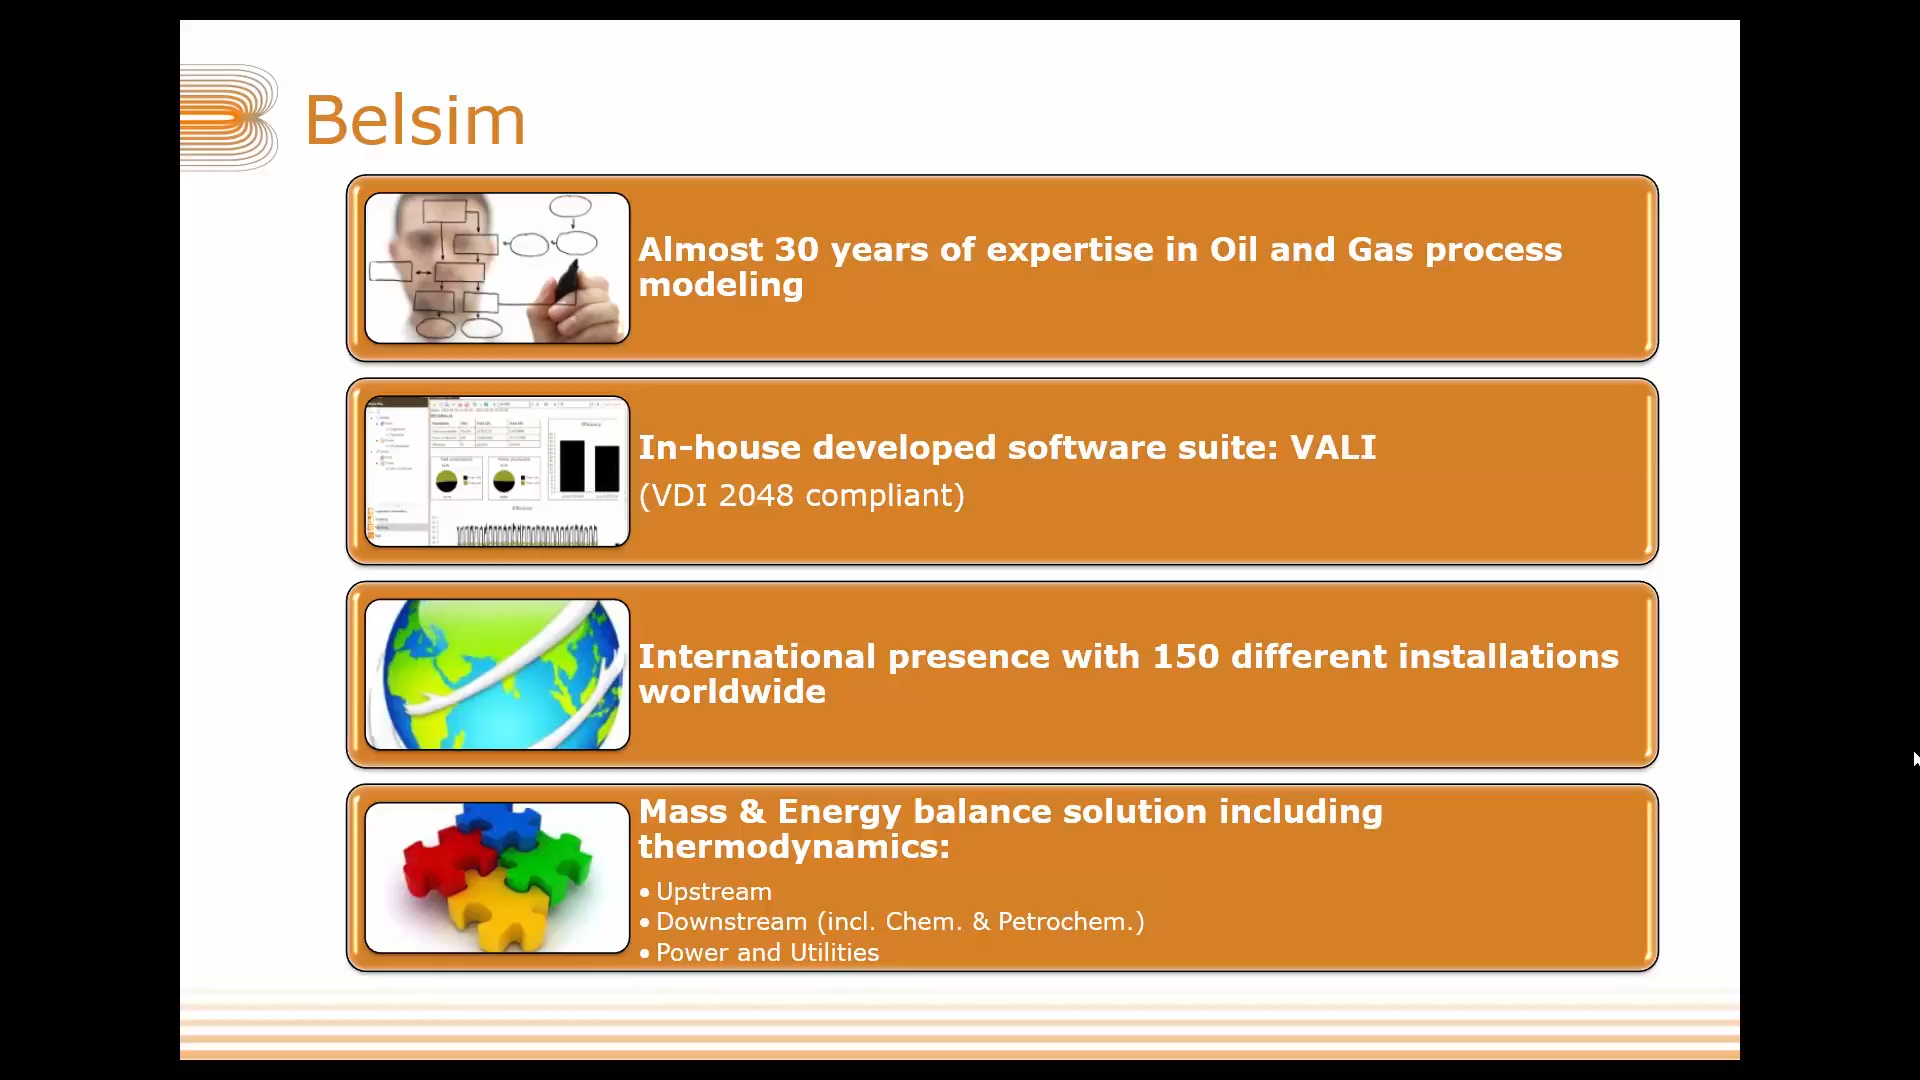 Belsim
Almost 30 years of expertise in Oil and Gas process
modeling
In-house developed software suite: VALI
(VDI 2048 compliant)
International presence with 150 different installations
worldwide
Mass & Energy balance solution including
thermodynamics:
• Upstream
• Downstream (incl. Chem. & Petrochem.)
• Power and Utilities